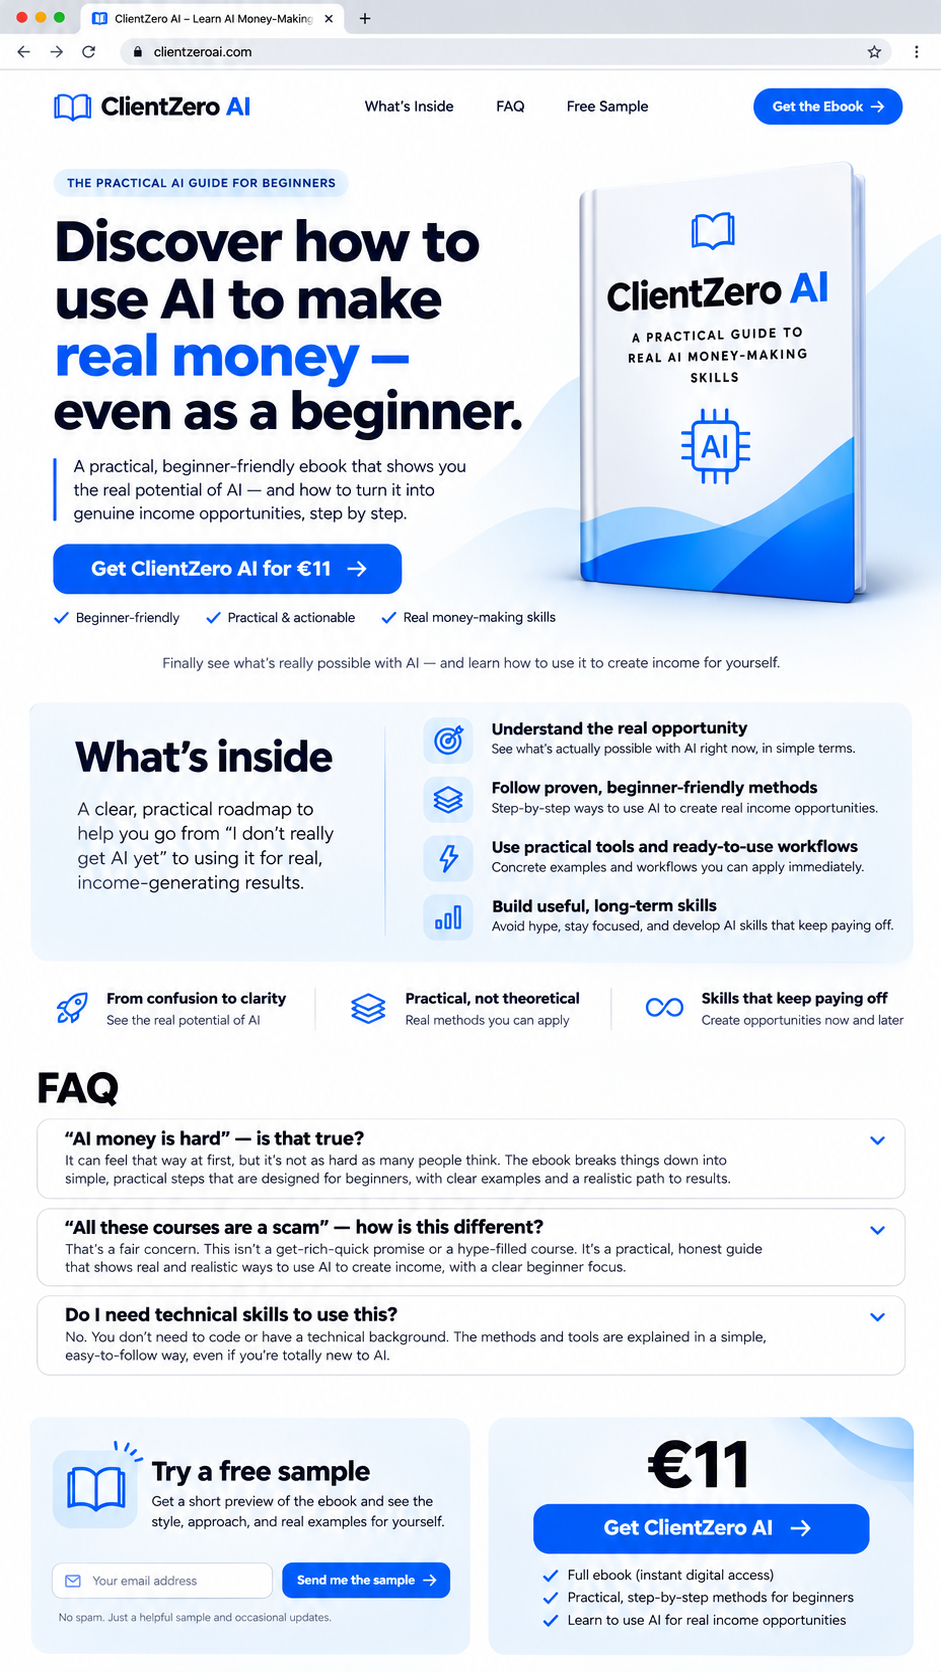 ClientZero AI – Learn AI Money-Making
clientzeroai.com
ClientZero AI
What's Inside
FAQ
Free Sample
Get the Ebook
THE PRACTICAL AI GUIDE FOR BEGINNERS
Discover how to
use AI to make
real money —
even as a beginner.
A practical, beginner-friendly ebook that shows you
the real potential of AI — and how to turn it into
genuine income opportunities, step by step.
Get ClientZero AI for €11
Beginner-friendly
Practical & actionable
Real money-making skills
ClientZero AI
A PRACTICAL GUIDE TO
REAL AI MONEY-MAKING
SKILLS
AI
Finally see what's really possible with AI — and learn how to use it to create income for yourself.
What's inside
A clear, practical roadmap to
help you go from “I don't really
get AI yet” to using it for real,
income-generating results.
Understand the real opportunity
See what's actually possible with AI right now, in simple terms.
Follow proven, beginner-friendly methods
Step-by-step ways to use AI to create real income opportunities.
Use practical tools and ready-to-use workflows
Concrete examples and workflows you can apply immediately.
Build useful, long-term skills
Avoid hype, stay focused, and develop AI skills that keep paying off.
From confusion to clarity
See the real potential of AI
Practical, not theoretical
Real methods you can apply
Skills that keep paying off
Create opportunities now and later
FAQ
“AI money is hard” — is that true?
It can feel that way at first, but it's not as hard as many people think. The ebook breaks things down into
simple, practical steps that are designed for beginners, with clear examples and a realistic path to results.
“All these courses are a scam” — how is this different?
That's a fair concern. This isn't a get-rich-quick promise or a hype-filled course. It's a practical, honest guide
that shows real and realistic ways to use AI to create income, with a clear beginner focus.
Do I need technical skills to use this?
No. You don't need to code or have a technical background. The methods and tools are explained in a simple,
easy-to-follow way, even if you're totally new to AI.
Try a free sample
Get a short preview of the ebook and see the
style, approach, and real examples for yourself.
Your email address
Send me the sample
No spam. Just a helpful sample and occasional updates.
€11
Get ClientZero AI
Full ebook (instant digital access)
Practical, step-by-step methods for beginners
Learn to use AI for real income opportunities